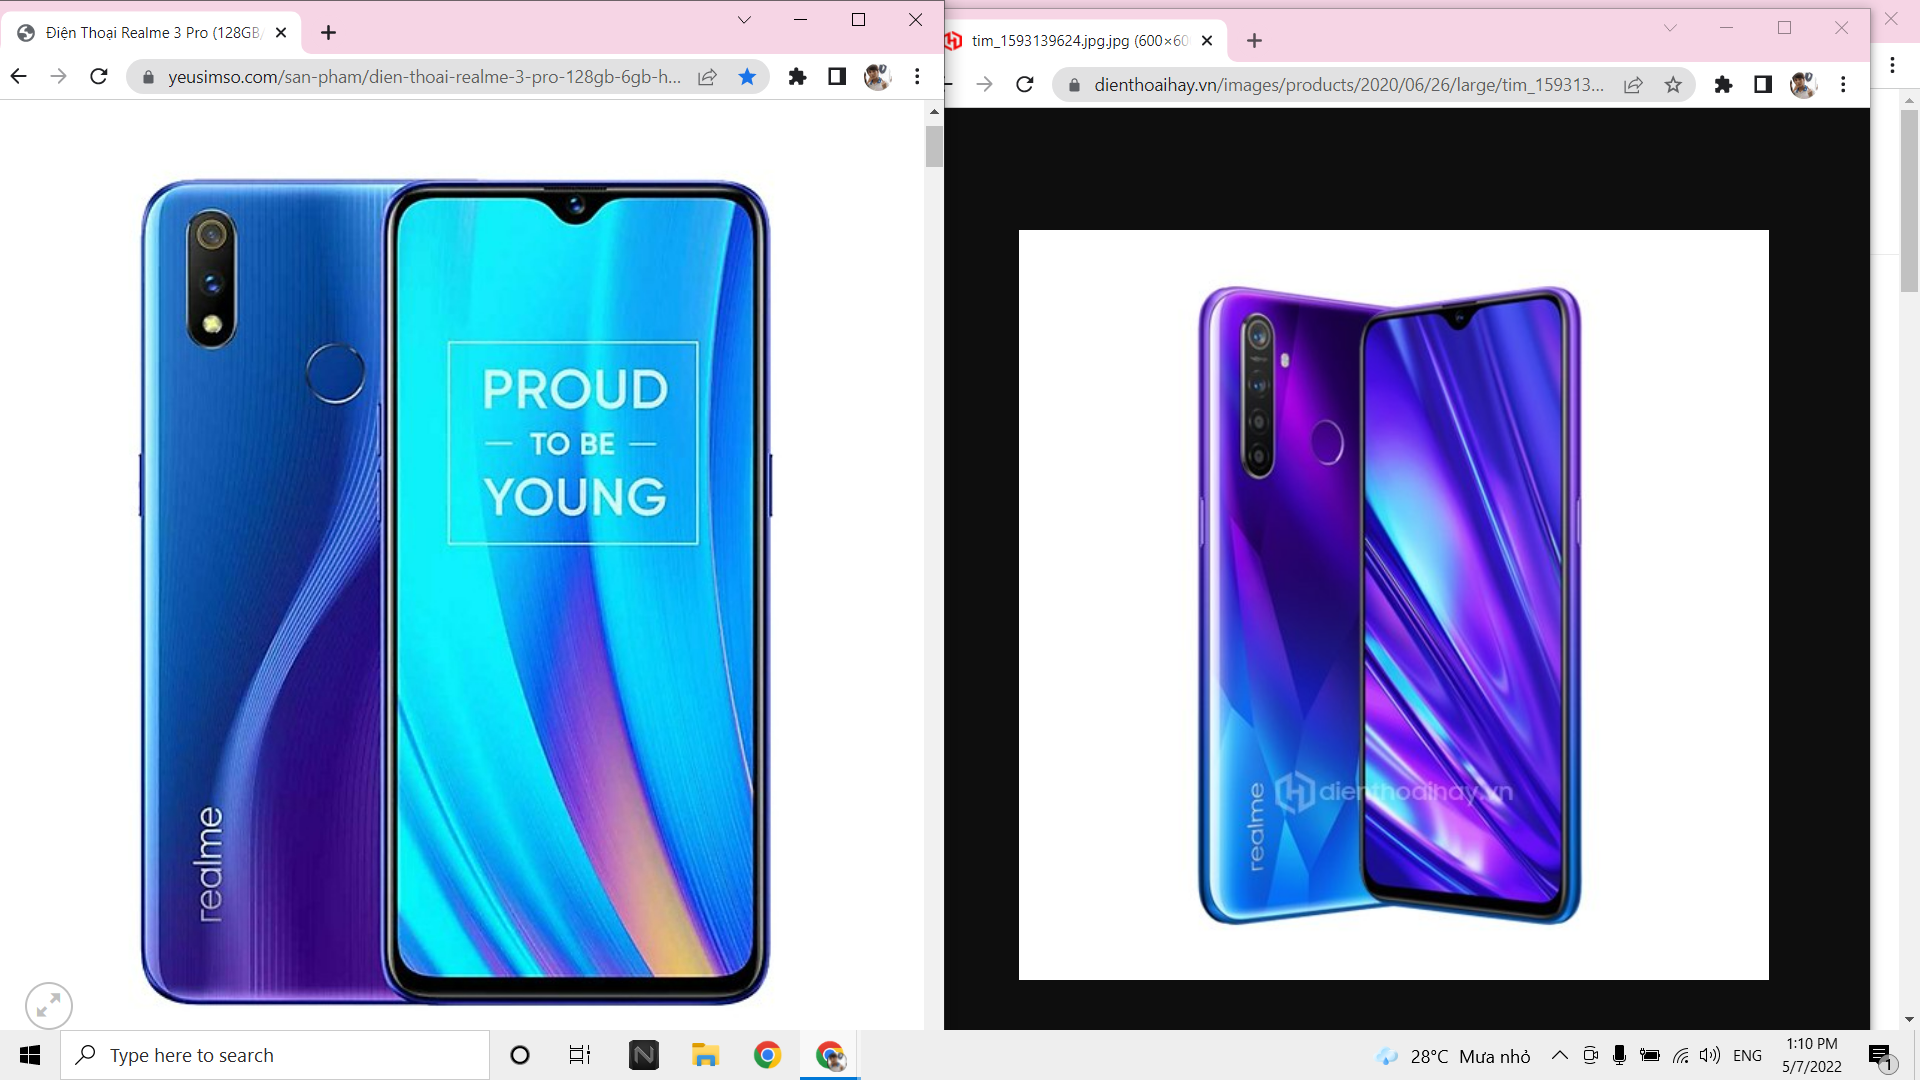 Điện Thoại Realme 3 Pro (128GB/
yeusimso.com/san-pham/dien-thoai-realme-3-pro-128gb-6gb-h...
PROUD
TO BE
YOUNG
realme
tim_1593139624.jpg.jpg (600×60
dienthoaihay.vn/images/products/2020/06/26/large/tim_159313...
realme
dienthoaihay.vn
Type here to search
28°C Mưa nhỏ
ENG
1:10 PM
5/7/2022
1